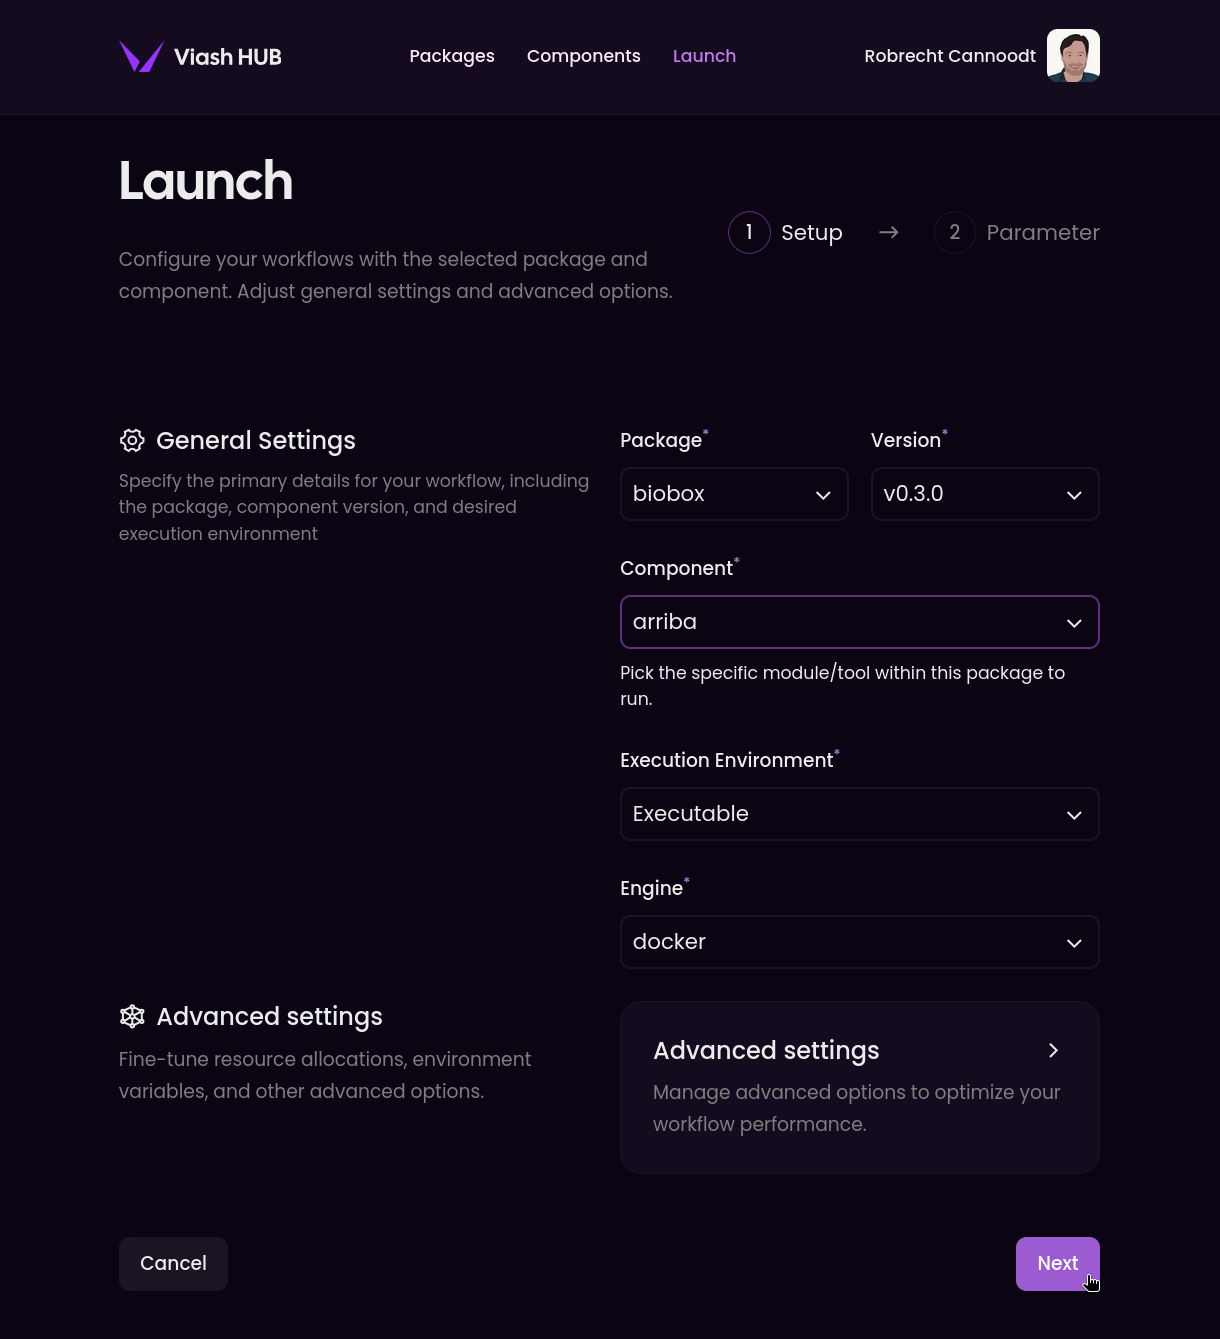 Viash HUB
Packages
Components
Launch
Robrecht Cannoodt
Launch
Configure your workflows with the selected package and
component. Adjust general settings and advanced options.
1
Setup
→
2
Parameter
General Settings
Specify the primary details for your workflow, including
the package, component version, and desired
execution environment
Package*
Version*
biobox
v0.3.0
Component*
arriba
Pick the specific module/tool within this package to
run.
Execution Environment*
Executable
Engine*
docker
Advanced settings
Fine-tune resource allocations, environment
variables, and other advanced options.
Advanced settings
Manage advanced options to optimize your
workflow performance.
Cancel
Next